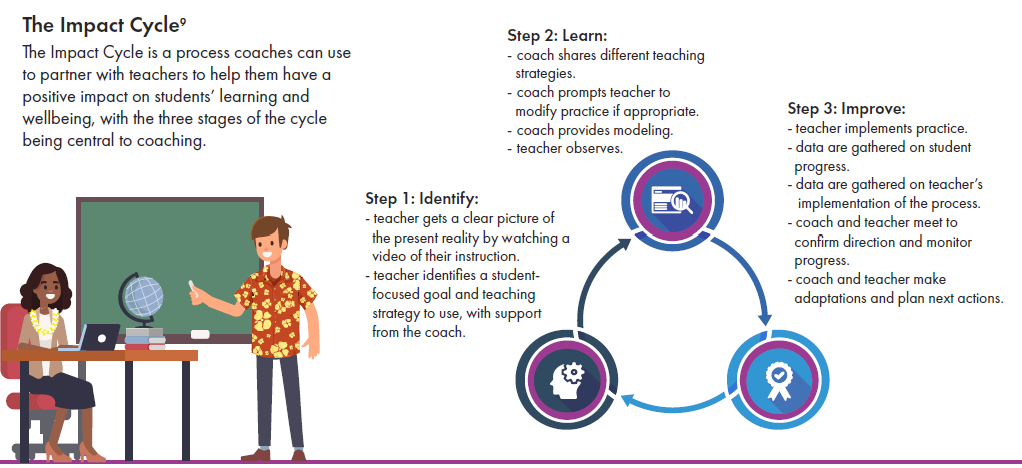 The Impact Cycle⁹
The Impact Cycle is a process coaches can use
to partner with teachers to help them have a
positive impact on students’ learning and
wellbeing, with the three stages of the cycle
being central to coaching.
Step 1: Identify:
- teacher gets a clear picture of
the present reality by watching a
video of their instruction.
- teacher identifies a student-
focused goal and teaching
strategy to use, with support
from the coach.
Step 2: Learn:
- coach shares different teaching
strategies.
- coach prompts teacher to
modify practice if appropriate.
- coach provides modeling.
- teacher observes.
Step 3: Improve:
- teacher implements practice.
- data are gathered on student
progress.
- data are gathered on teacher’s
implementation of the process.
- coach and teacher meet to
confirm direction and monitor
progress.
- coach and teacher make
adaptations and plan next actions.